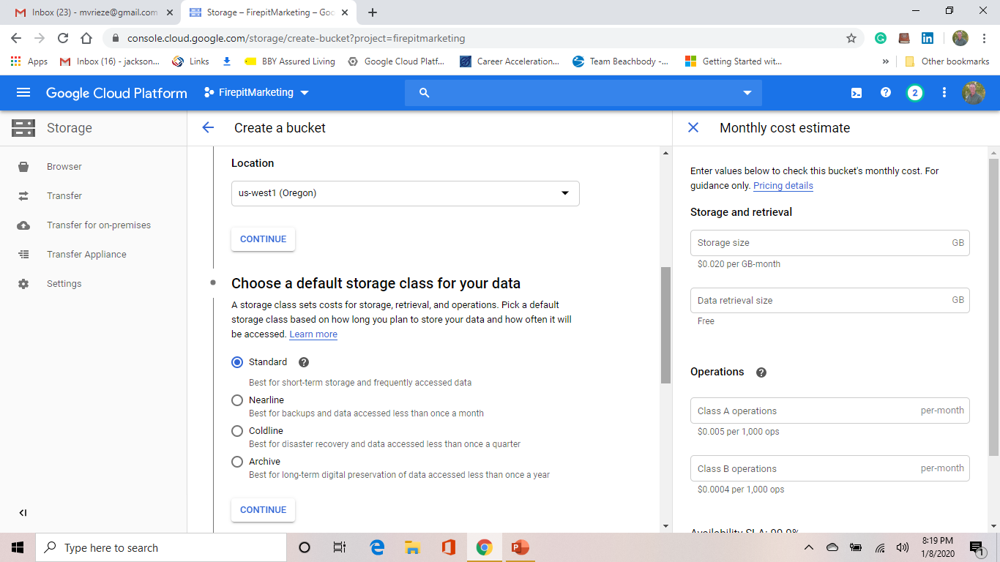 Inbox (23) - mvrieze@gmail.com
Storage – FirepitMarketing – Goo
console.cloud.google.com/storage/create-bucket?project=firepitmarketing
Apps
Inbox (16) - jackson...
Links
BBY Assured Living
Google Cloud Platf...
Career Acceleration...
Team Beachbody -...
Getting Started wit...
»
Other bookmarks
Google Cloud Platform
FirepitMarketing
2
Storage
Browser
Transfer
Transfer for on-premises
Transfer Appliance
Settings
Create a bucket
Location
us-west1 (Oregon)
CONTINUE
Choose a default storage class for your data
A storage class sets costs for storage, retrieval, and operations. Pick a default
storage class based on how long you plan to store your data and how often it will
be accessed. Learn more
Standard
Best for short-term storage and frequently accessed data
Nearline
Best for backups and data accessed less than once a month
Coldline
Best for disaster recovery and data accessed less than once a quarter
Archive
Best for long-term digital preservation of data accessed less than once a year
CONTINUE
Monthly cost estimate
Enter values below to check this bucket's monthly cost. For
guidance only. Pricing details
Storage and retrieval
Storage size GB
$0.020 per GB-month
Data retrieval size GB
Free
Operations
Class A operations per-month
$0.005 per 1,000 ops
Class B operations per-month
$0.0004 per 1,000 ops
Availability SLA: 99.9%
Type here to search
8:19 PM
1/8/2020
1